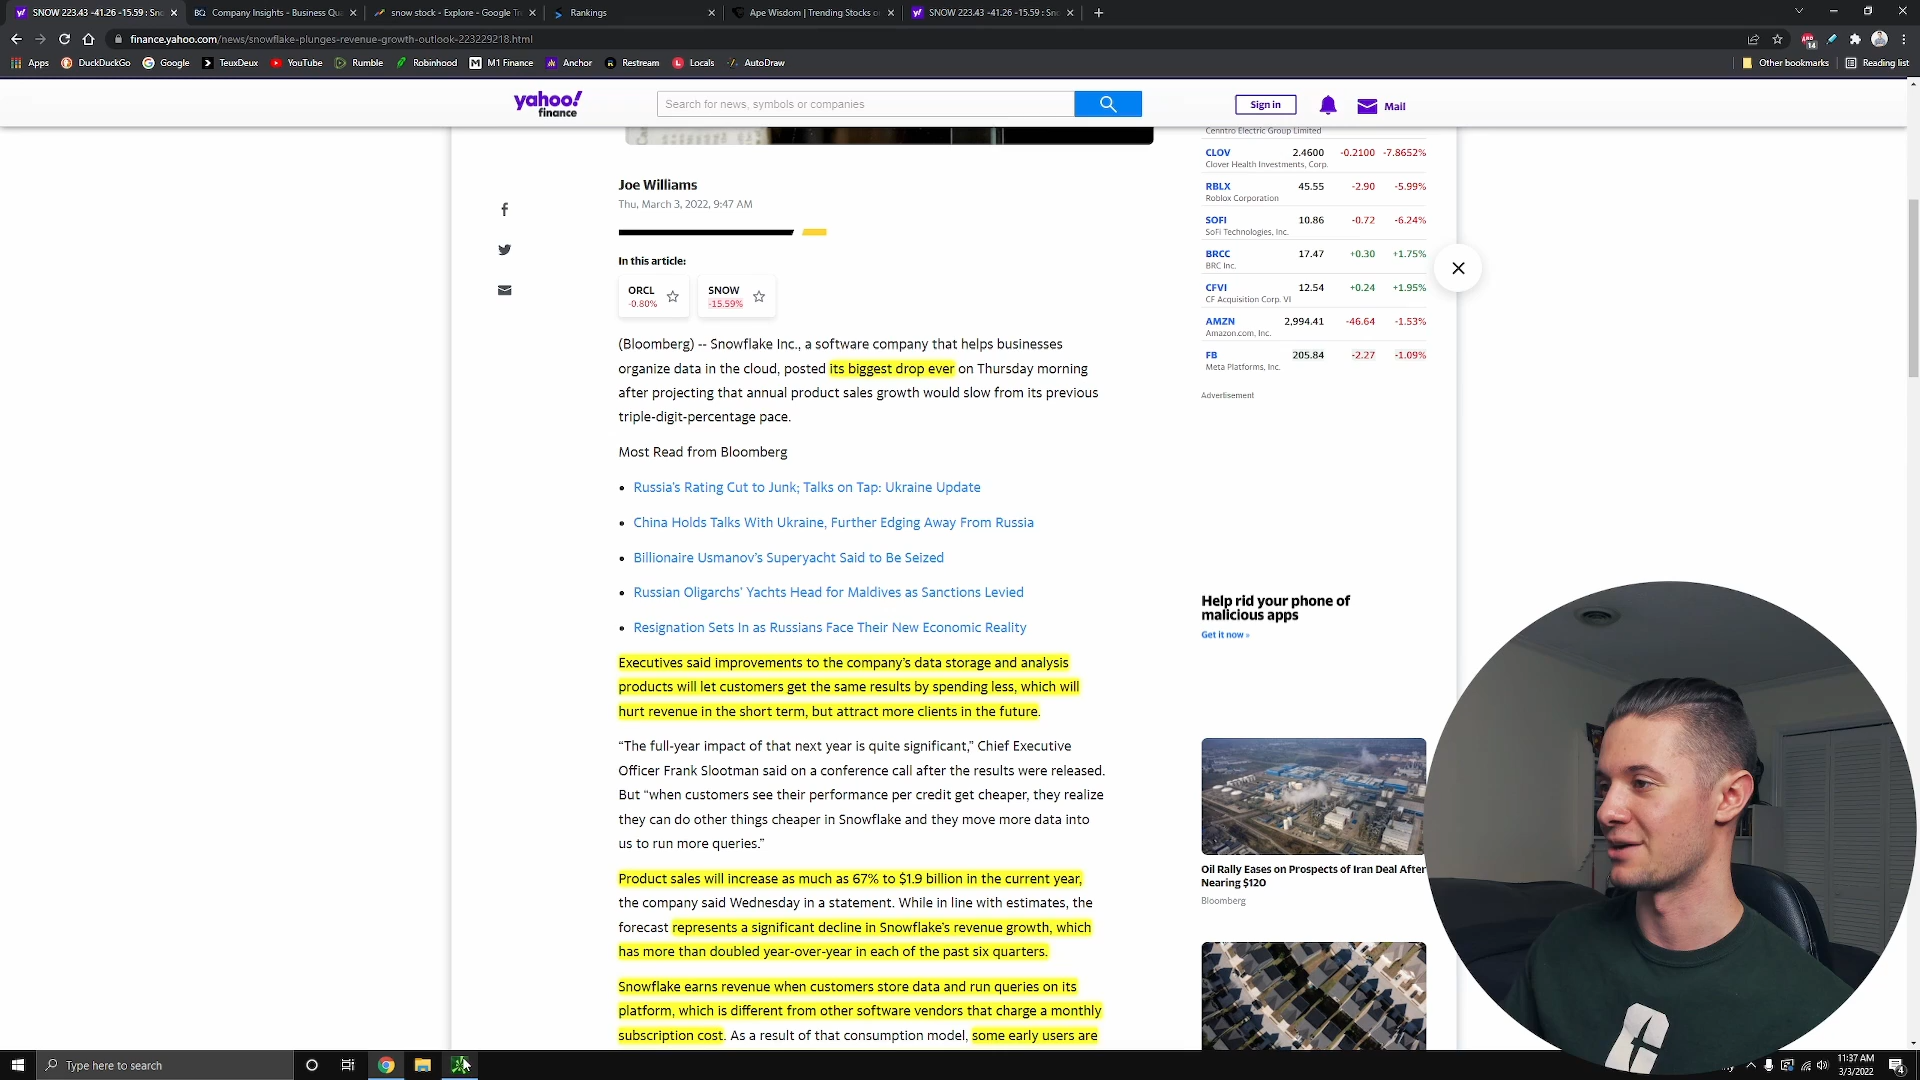 SNOW 223.43 -41.26 -15.59 : Sno
Company Insights - Business Qua
snow stock - Explore - Google Tre
Rankings
Ape Wisdom | Trending Stocks o
SNOW 223.43 -41.26 -15.59 : Sno
finance.yahoo.com/news/snowflake-plunges-revenue-growth-outlook-223229218.html
14
Apps
DuckDuckGo
Google
TeuxDeux
YouTube
Rumble
Robinhood
M1 Finance
Anchor
Restream
Locals
AutoDraw
Other bookmarks
Reading list
yahoo!
finance
Search for news, symbols or companies
Sign in
Mail
Joe Williams
Thu, March 3, 2022, 9:47 AM
In this article:
ORCL
-0.80%
SNOW
-15.59%
(Bloomberg) -- Snowflake Inc., a software company that helps businesses
organize data in the cloud, posted its biggest drop ever on Thursday morning
after projecting that annual product sales growth would slow from its previous
triple-digit-percentage pace.
Most Read from Bloomberg
• Russia's Rating Cut to Junk; Talks on Tap: Ukraine Update
• China Holds Talks With Ukraine, Further Edging Away From Russia
• Billionaire Usmanov's Superyacht Said to Be Seized
• Russian Oligarchs' Yachts Head for Maldives as Sanctions Levied
• Resignation Sets In as Russians Face Their New Economic Reality
Executives said improvements to the company's data storage and analysis
products will let customers get the same results by spending less, which will
hurt revenue in the short term, but attract more clients in the future.
“The full-year impact of that next year is quite significant,” Chief Executive
Officer Frank Slootman said on a conference call after the results were released.
But “when customers see their performance per credit get cheaper, they realize
they can do other things cheaper in Snowflake and they move more data into
us to run more queries.”
Product sales will increase as much as 67% to $1.9 billion in the current year,
the company said Wednesday in a statement. While in line with estimates, the
forecast represents a significant decline in Snowflake's revenue growth, which
has more than doubled year-over-year in each of the past six quarters.
Snowflake earns revenue when customers store data and run queries on its
platform, which is different from other software vendors that charge a monthly
subscription cost. As a result of that consumption model, some early users are
Cenntro Electric Group Limited
CLOV 2.4600 -0.2100 -7.8652%
Clover Health Investments, Corp.
RBLX 45.55 -2.90 -5.99%
Roblox Corporation
SOFI 10.86 -0.72 -6.24%
SoFi Technologies, Inc.
BRCC 17.47 +0.30 +1.75%
BRC Inc.
CFVI 12.54 +0.24 +1.95%
CF Acquisition Corp. VI
AMZN 2,994.41 -46.64 -1.53%
Amazon.com, Inc.
FB 205.84 -2.27 -1.09%
Meta Platforms, Inc.
Advertisement
Help rid your phone of
malicious apps
Get it now »
Oil Rally Eases on Prospects of Iran Deal After
Nearing $120
Bloomberg
Type here to search
11:37 AM
3/3/2022
4